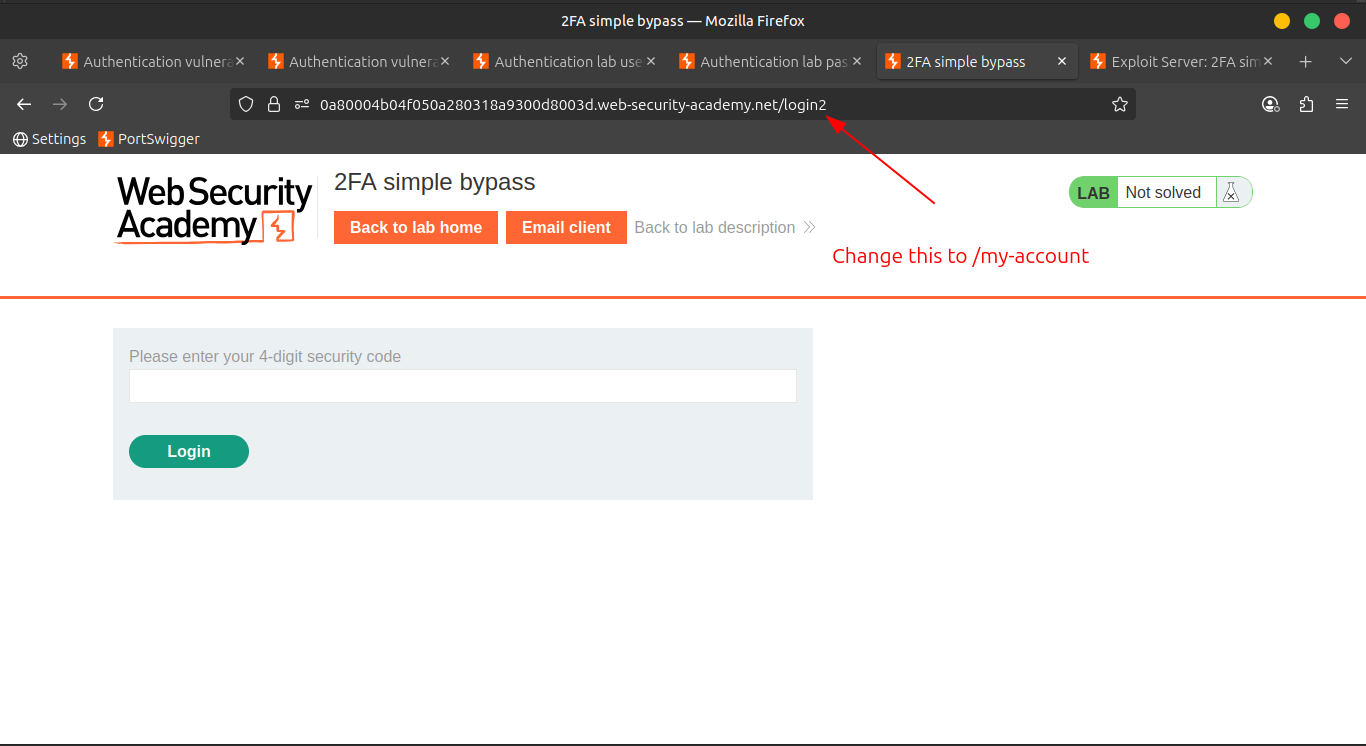 2FA simple bypass — Mozilla Firefox
Authentication vulnera
Authentication vulnera
Authentication lab use
Authentication lab pas
2FA simple bypass
Exploit Server: 2FA sim
0a80004b04f050a280318a9300d8003d.web-security-academy.net/login2
Settings
PortSwigger
WebSecurity
Academy
2FA simple bypass
Back to lab home
Email client
Back to lab description
LAB
Not solved
Change this to /my-account
Please enter your 4-digit security code
Login